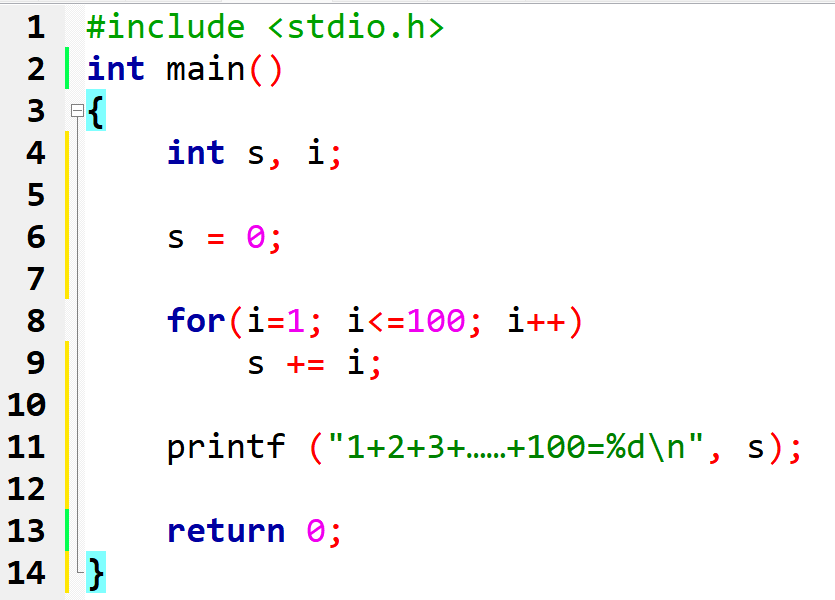 1 #include <stdio.h>
2 int main()
3 {
4 int s, i;
5
6 s = 0;
7
8 for(i=1; i<=100; i++)
9 s += i;
10
11 printf ("1+2+3+……+100=%d\n", s);
12
13 return 0;
14 }